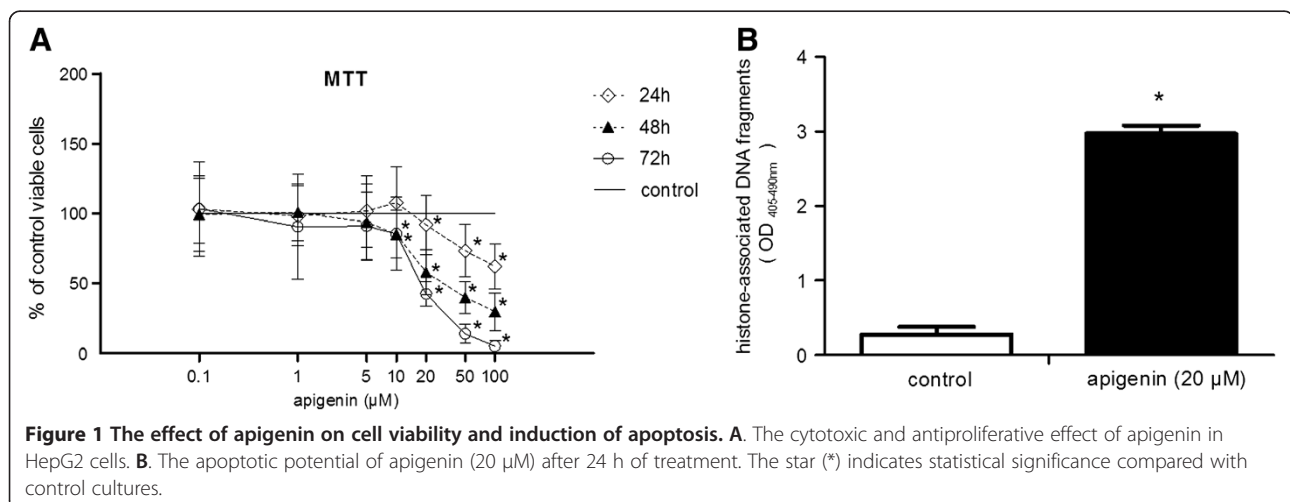 A
MTT
200
150
100
50
0
% of control viable cells
0.1 1 5 10 20 50 100
apigenin (µM)
24h
48h
72h
control
* * * * * * * * * * *
B
4
3
2
1
0
histone-associated DNA fragments
( OD 405-490nm )
*
control apigenin (20 µM)
Figure 1 The effect of apigenin on cell viability and induction of apoptosis. A. The cytotoxic and antiproliferative effect of apigenin in
HepG2 cells. B. The apoptotic potential of apigenin (20 μM) after 24 h of treatment. The star (*) indicates statistical significance compared with
control cultures.